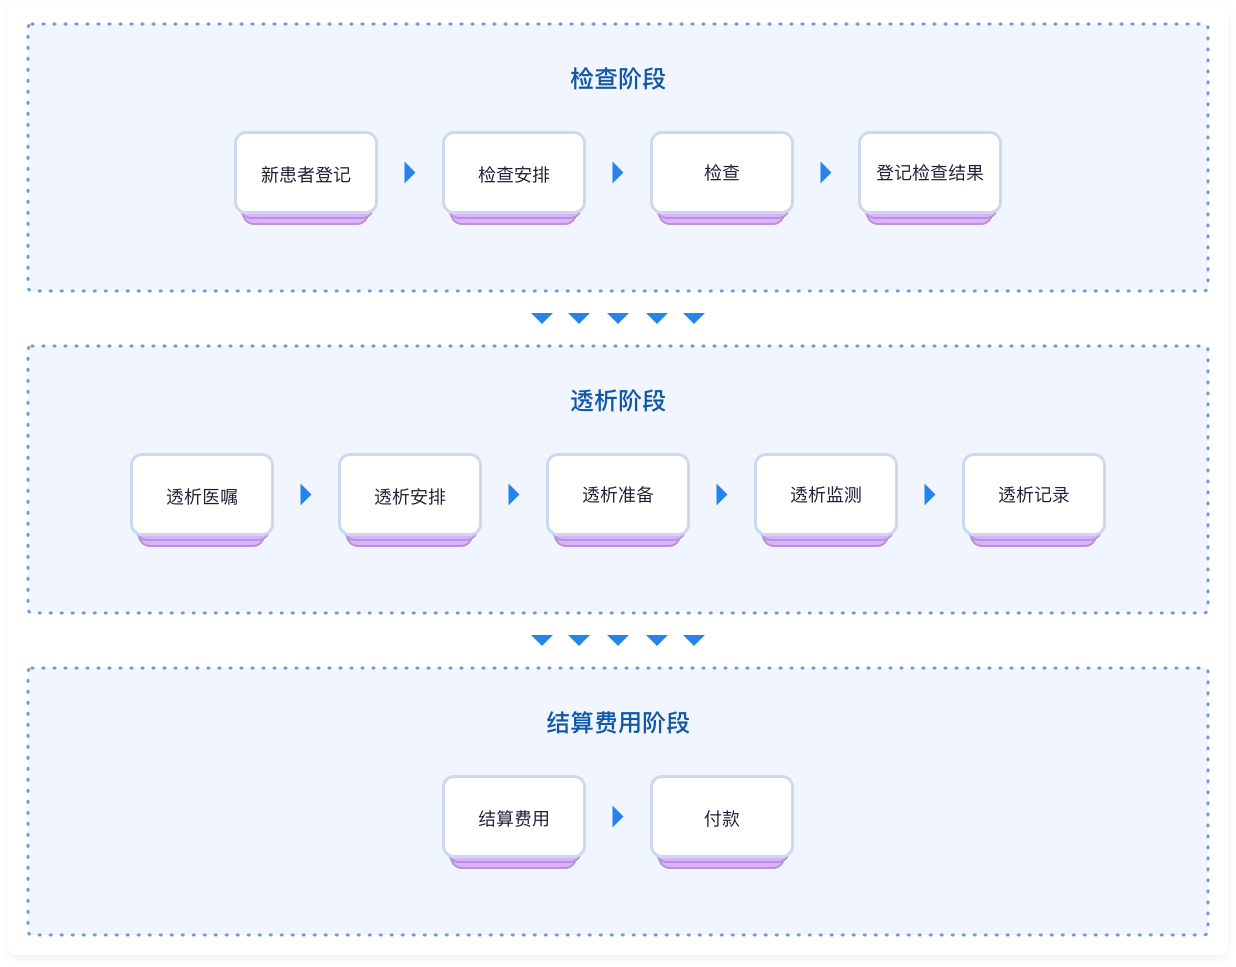 检查阶段
新患者登记
检查安排
检查
登记检查结果
透析阶段
透析医嘱
透析安排
透析准备
透析监测
透析记录
结算费用阶段
结算费用
付款